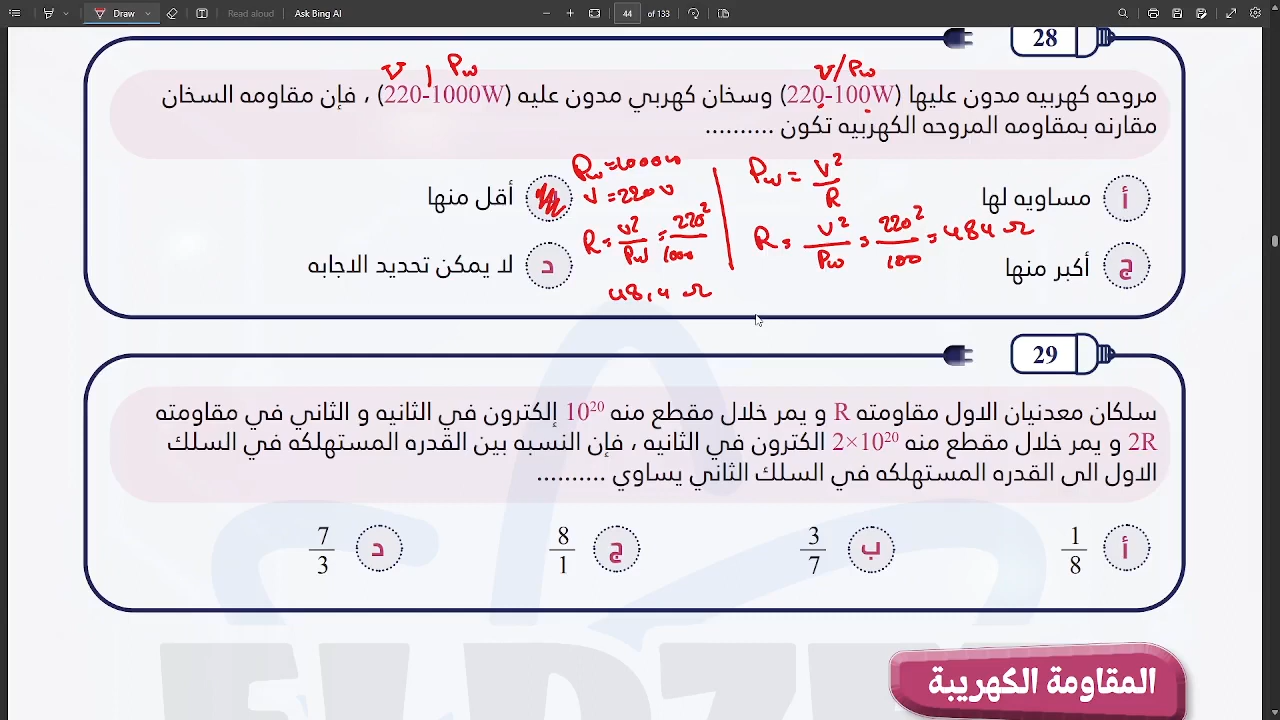 Draw
Read aloud
Ask Bing AI
44
of 133
28
V , Pw
V/Pw
مروحه كهربيه مدون عليها (220-100W) وسخان كهربي مدون عليه (220-1000W) ، فإن مقاومه السخان
مقارنه بمقاومه المروحه الكهربيه تكون ..........
أ مساويه لها
أقل منها
ج أكبر منها
د لا يمكن تحديد الاجابه
Pw = V²/R
R = V²/Pw = 220²/100 = 484 Ω
Pw = 1000 w
V = 220 v
R = V²/Pw = 220²/1000
48,4 Ω
29
سلكان معدنيان الاول مقاومته R و يمر خلال مقطع منه 10²⁰ إلكترون في الثانيه و الثاني في مقاومته
2R و يمر خلال مقطع منه 2×10²⁰ الكترون في الثانيه ، فإن النسبه بين القدره المستهلكه في السلك
الاول الى القدره المستهلكه في السلك الثاني يساوي ..........
أ 1/8
ب 3/7
ج 8/1
د 7/3
المقاومة الكهربية